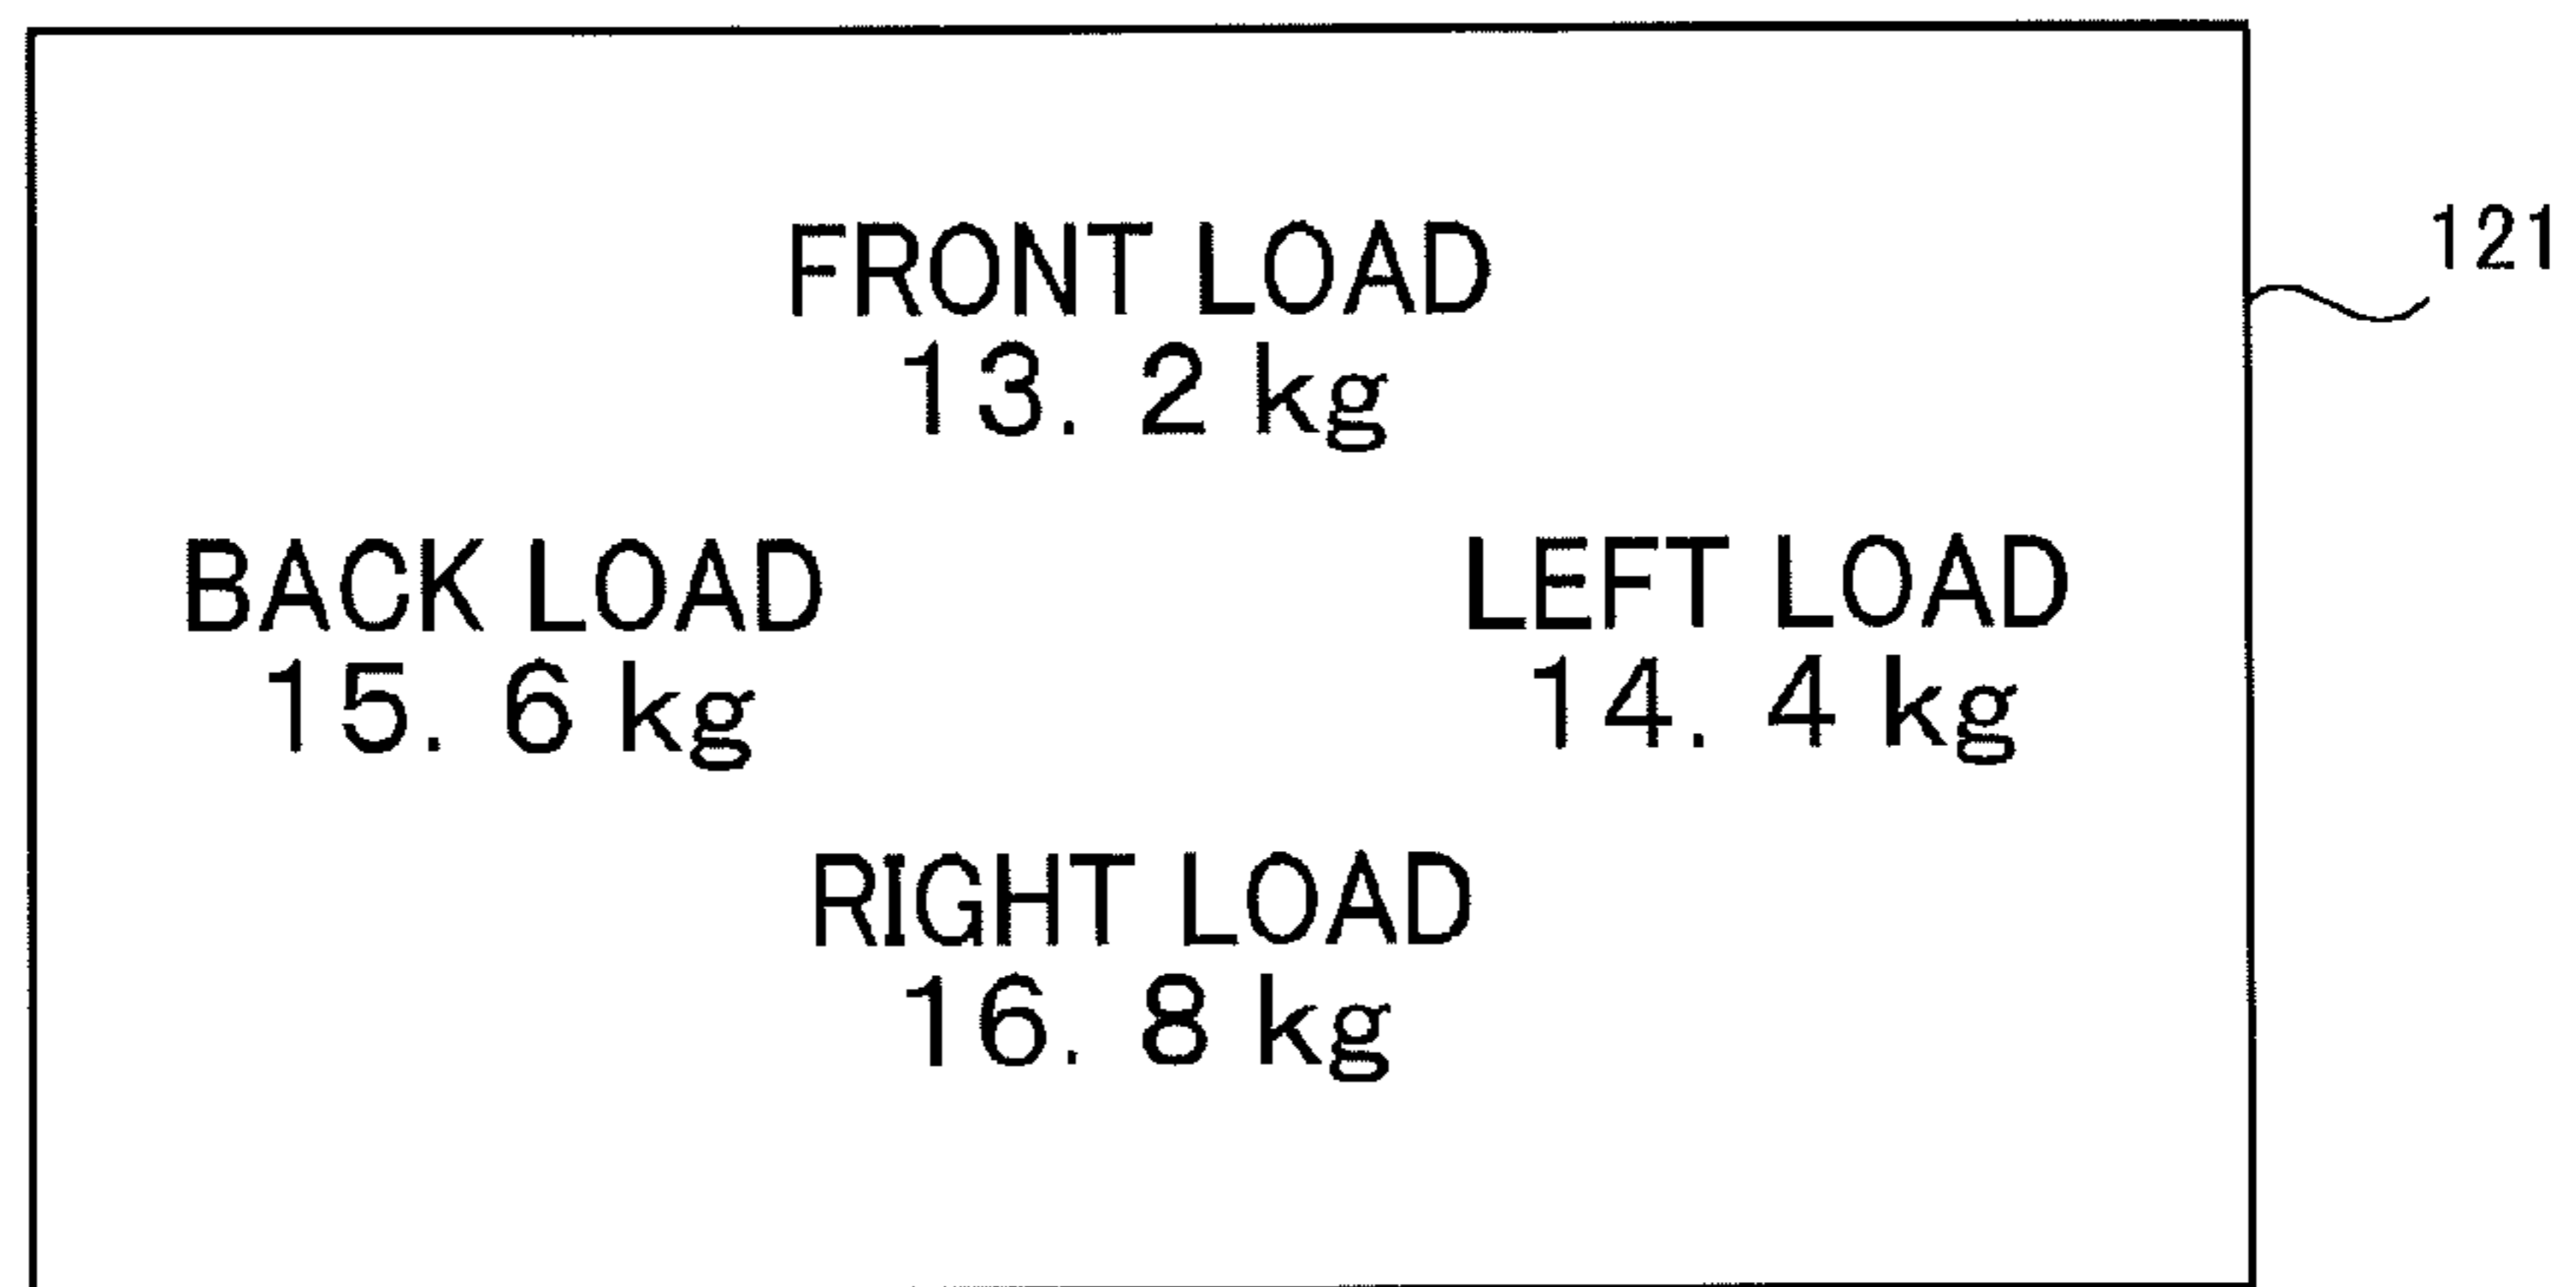 FRONT LOAD
13. 2 kg
121
BACK LOAD
15. 6 kg
LEFT LOAD
14. 4 kg
RIGHT LOAD
16. 8 kg